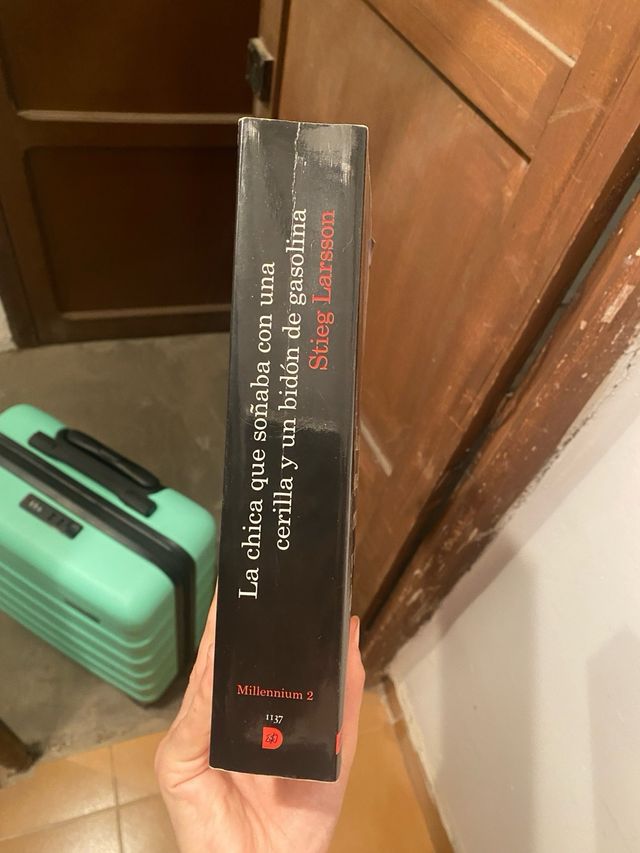 La chica que soñaba con una
cerilla y un bidón de gasolina
Stieg Larsson
Millennium 2
1137